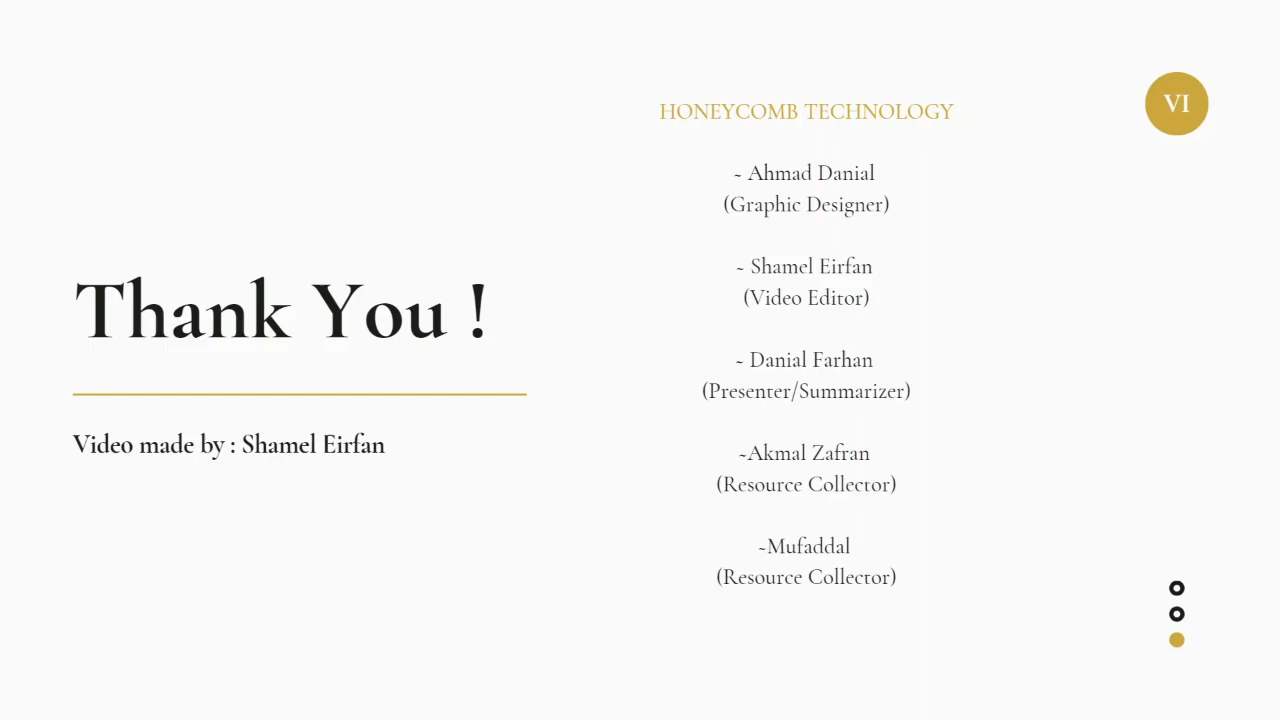 Thank You !
Video made by : Shamel Eirfan
HONEYCOMB TECHNOLOGY
~ Ahmad Danial
(Graphic Designer)
~ Shamel Eirfan
(Video Editor)
~ Danial Farhan
(Presenter/Summarizer)
~Akmal Zafran
(Resource Collector)
~Mufaddal
(Resource Collector)
VI